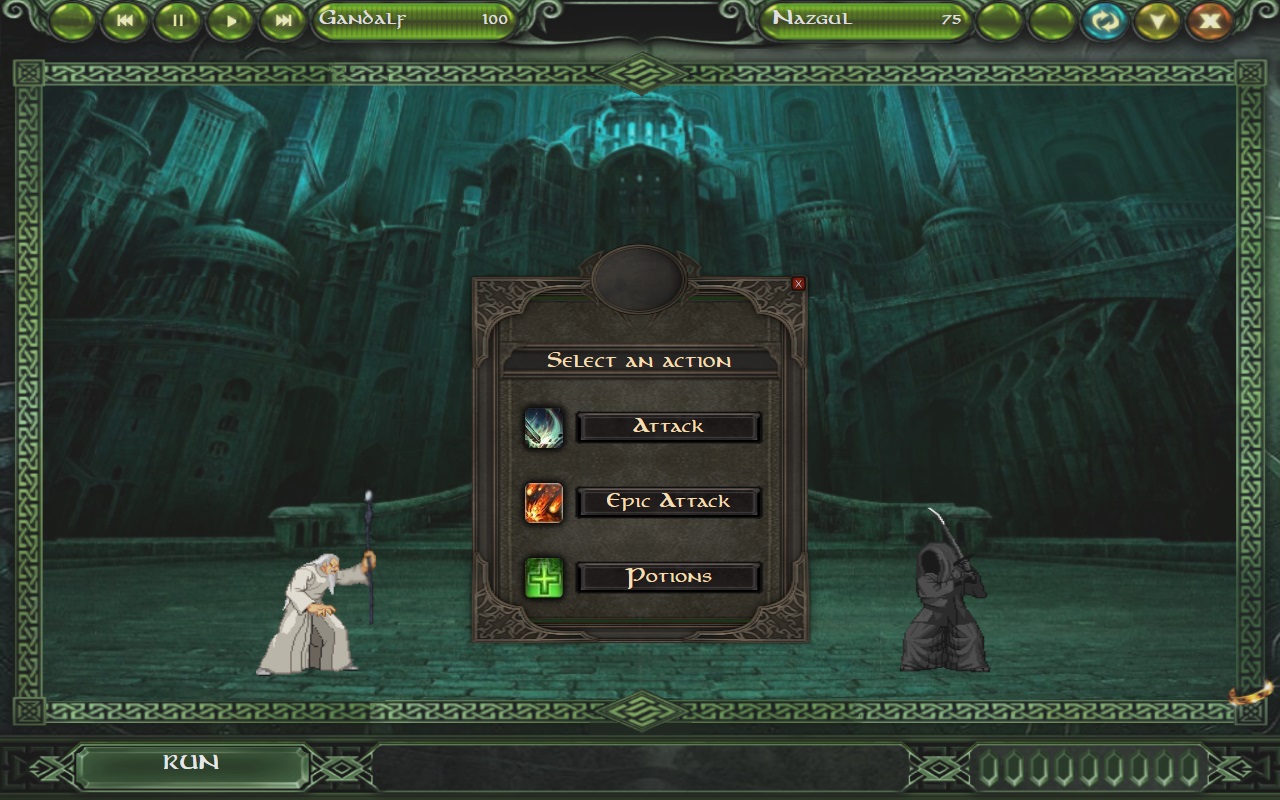 Gandalf 100
Nazgul 75
X
Select an action
Attack
Epic Attack
Potions
RUN